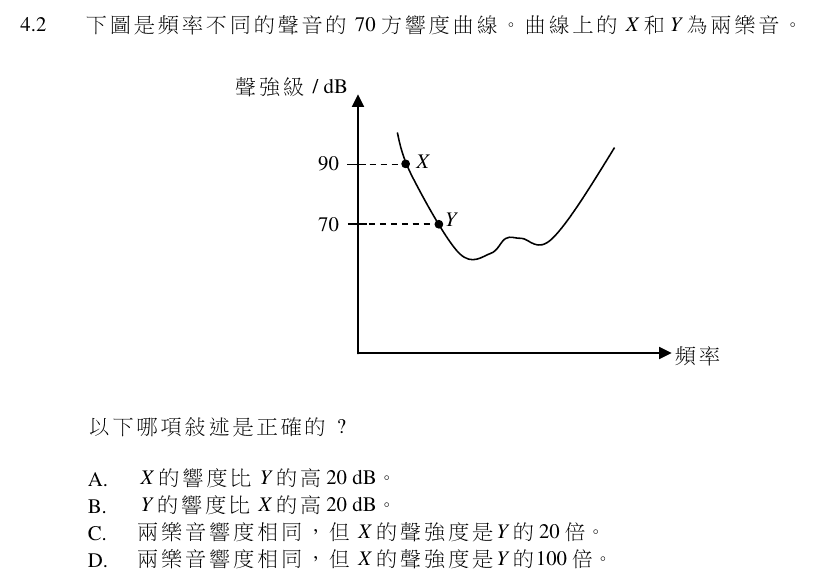 4.2 下圖是頻率不同的聲音的 70 方響度曲線。曲線上的 X 和 Y 為兩樂音。
聲強級 / dB
90
X
70
Y
頻率
以下哪項敍述是正確的 ?
A. X 的響度比 Y 的高 20 dB。
B. Y 的響度比 X 的高 20 dB。
C. 兩樂音響度相同，但 X 的聲強度是 Y 的 20 倍。
D. 兩樂音響度相同，但 X 的聲強度是 Y 的 100 倍。